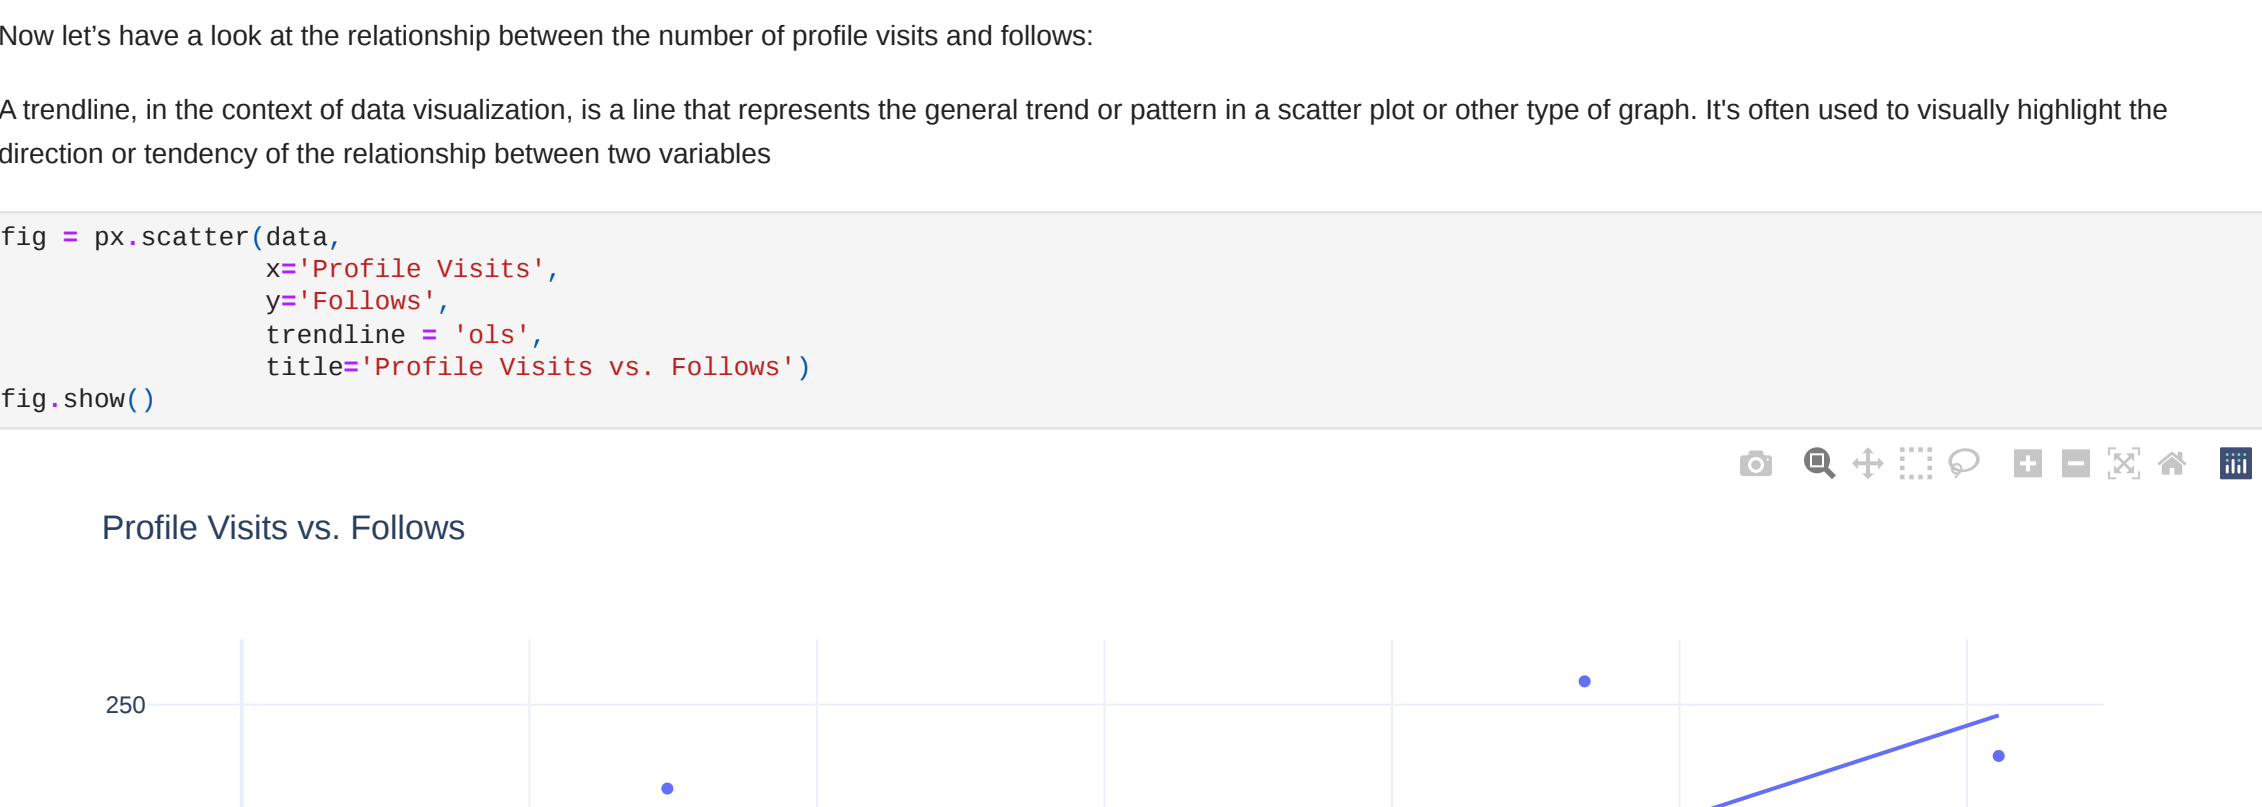 Now let’s have a look at the relationship between the number of profile visits and follows:
A trendline, in the context of data visualization, is a line that represents the general trend or pattern in a scatter plot or other type of graph. It's often used to visually highlight the
direction or tendency of the relationship between two variables
fig = px.scatter(data,
                 x='Profile Visits',
                 y='Follows',
                 trendline = 'ols',
                 title='Profile Visits vs. Follows')
fig.show()
Profile Visits vs. Follows
250